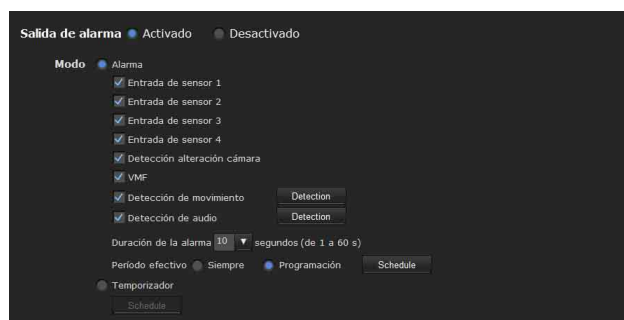 Salida de alarma Activado Desactivado
Modo Alarma
Entrada de sensor 1
Entrada de sensor 2
Entrada de sensor 3
Entrada de sensor 4
Detección alteración cámara
VMF
Detección de movimiento Detection
Detección de audio Detection
Duración de la alarma 10 segundos (de 1 a 60 s)
Período efectivo Siempre Programación Schedule
Temporizador
Schedule